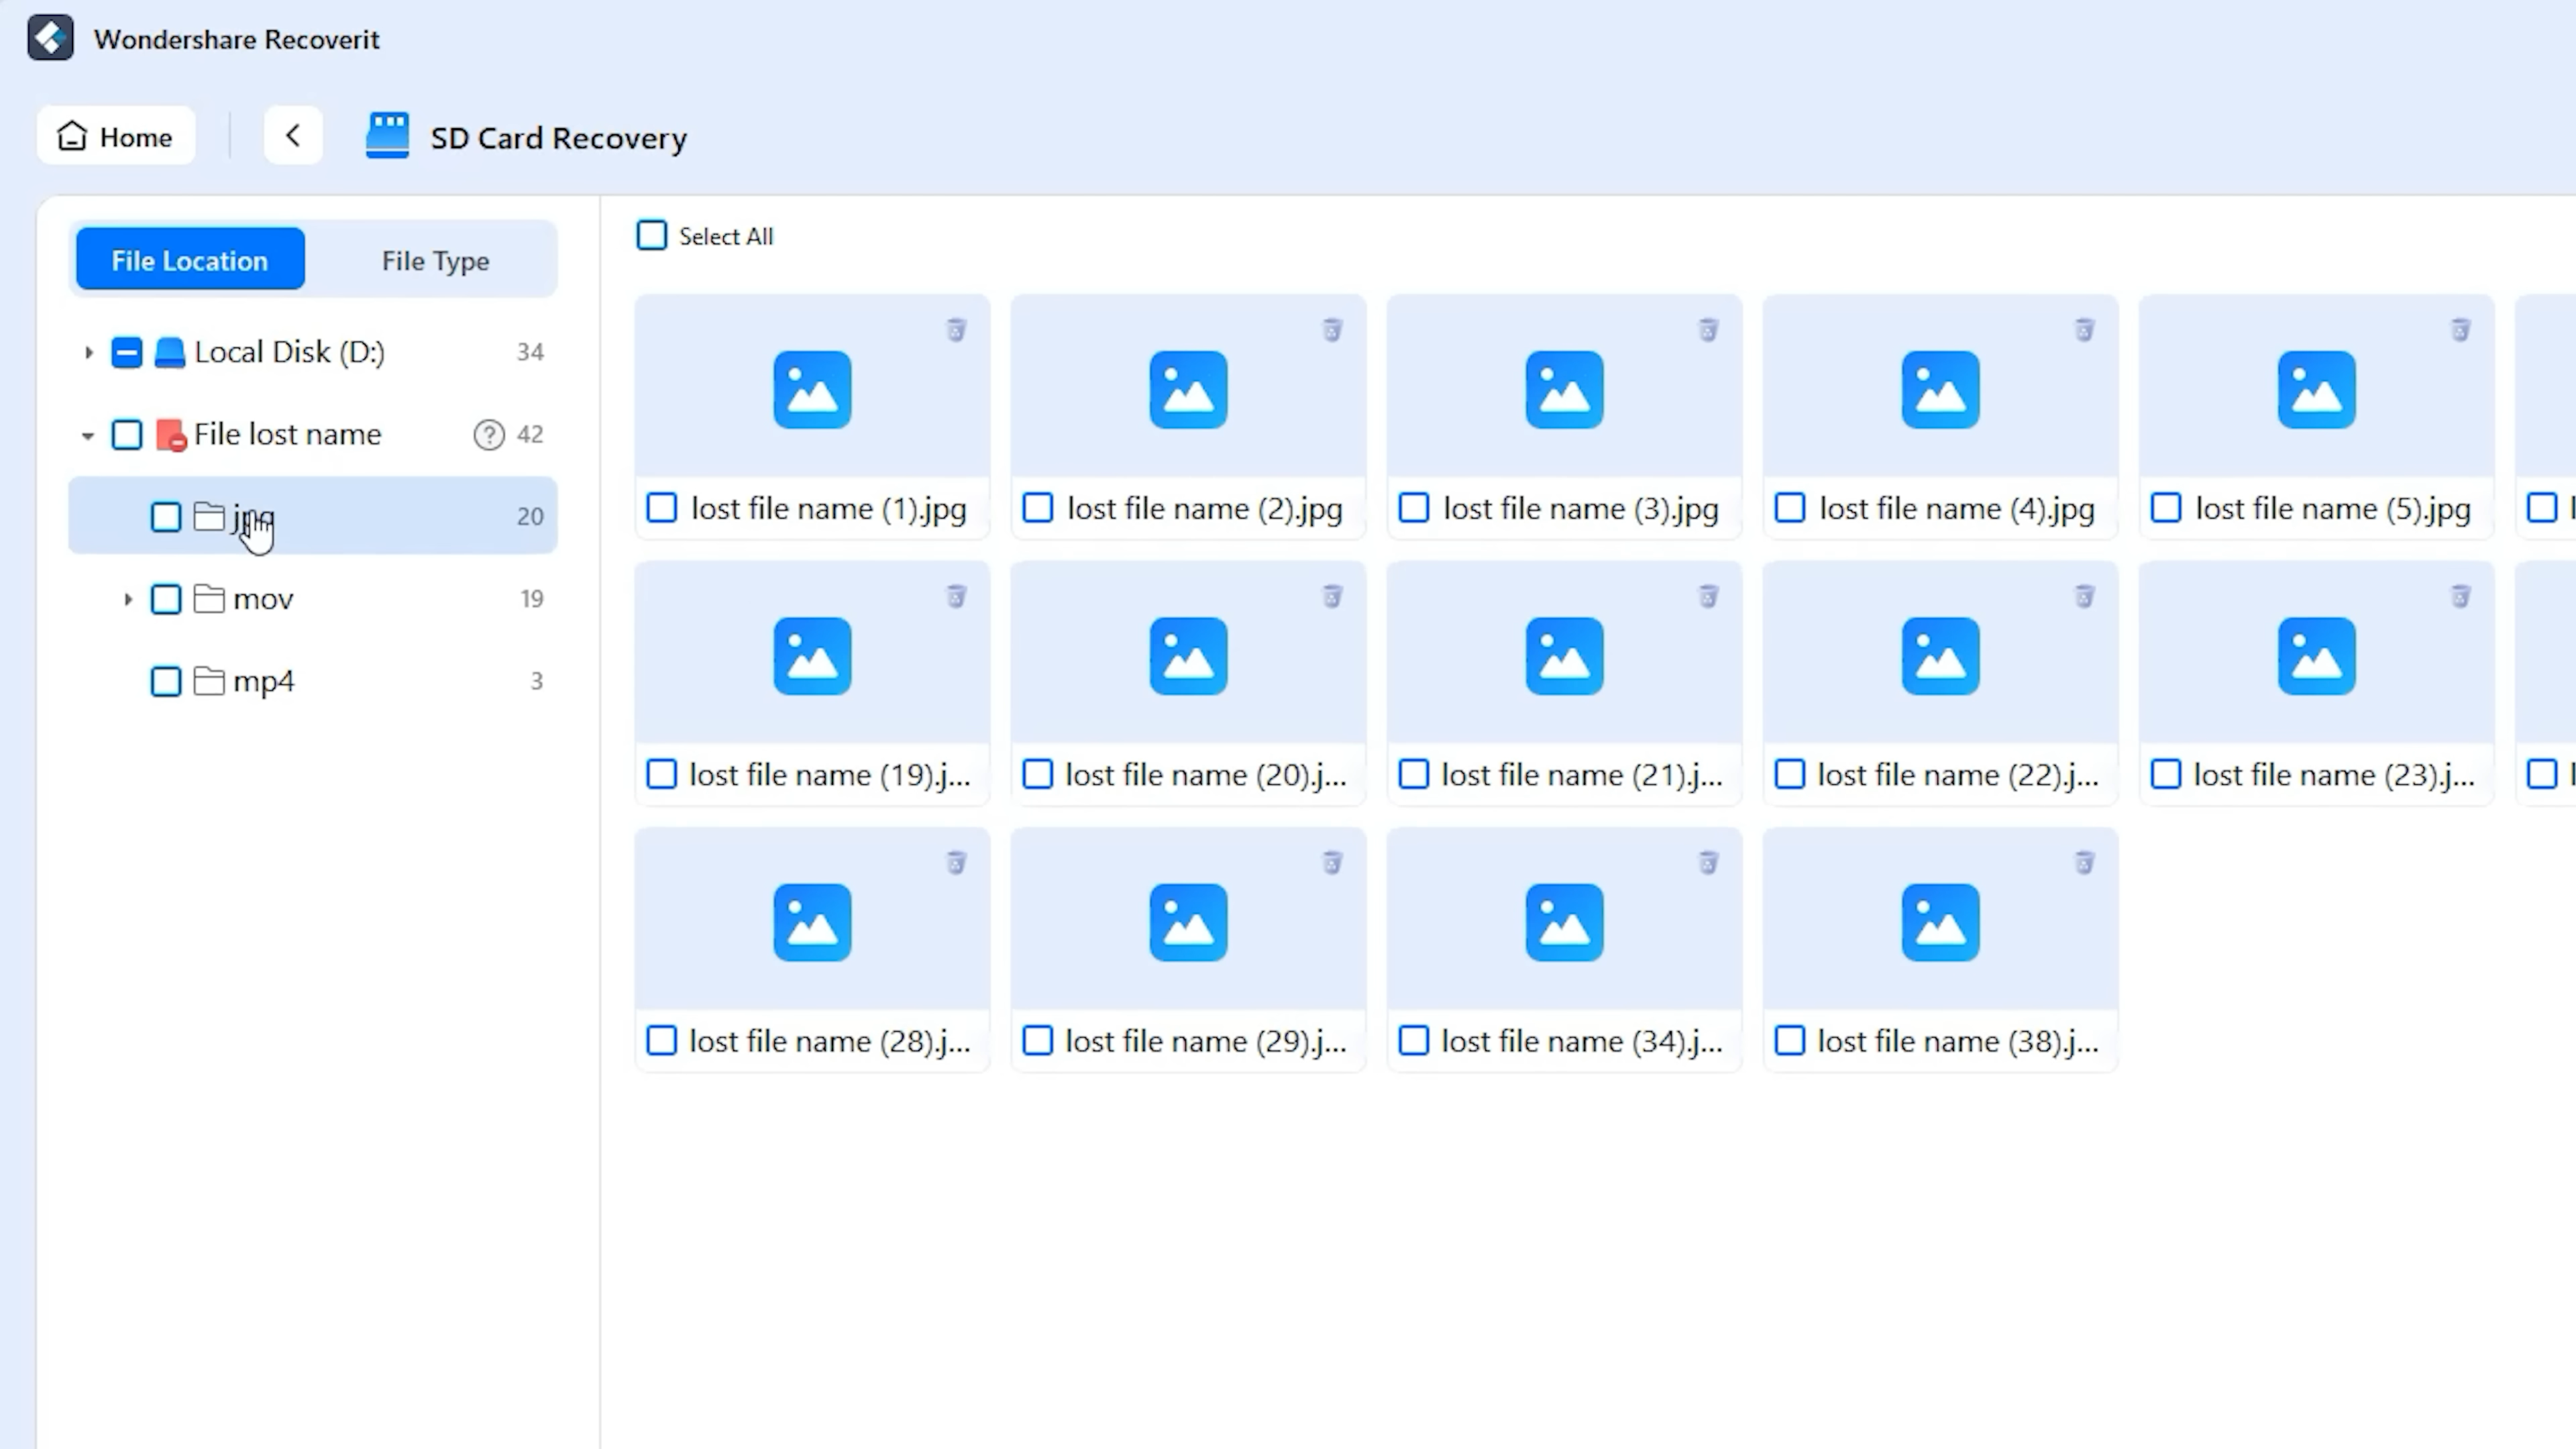 Wondershare Recoverit
Home
SD Card Recovery
File Location
File Type
Select All
Local Disk (D:) 34
File lost name ? 42
jpg 20
mov 19
mp4 3
lost file name (1).jpg
lost file name (2).jpg
lost file name (3).jpg
lost file name (4).jpg
lost file name (5).jpg
lost file name (19).j...
lost file name (20).j...
lost file name (21).j...
lost file name (22).j...
lost file name (23).j...
lost file name (28).j...
lost file name (29).j...
lost file name (34).j...
lost file name (38).j...